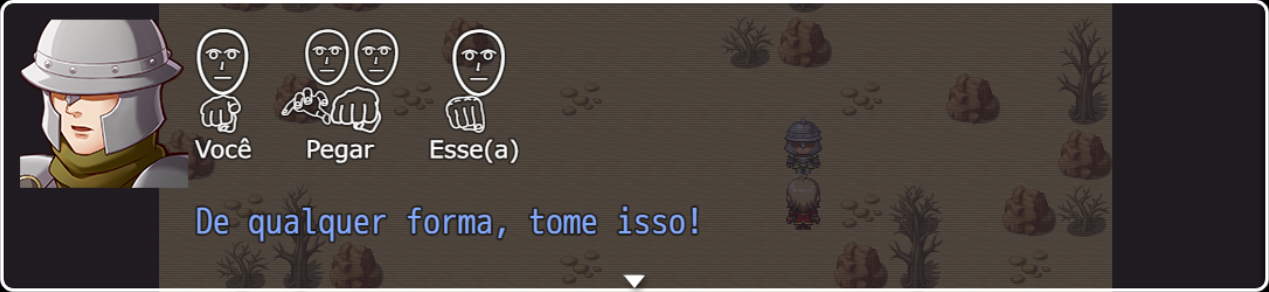 Você Pegar Esse(a)
De qualquer forma, tome isso!